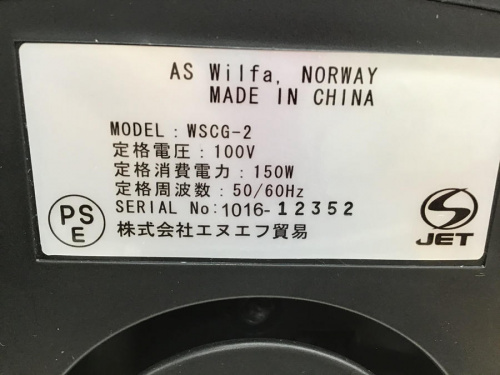 AS Wilfa, NORWAY
MADE IN CHINA
MODEL : WSCG-2
定格電圧 : 100V
定格消費電力 : 150W
定格周波数 : 50/60Hz
SERIAL No: 1016-12352
株式会社エヌエフ貿易
PS
E
S
JET